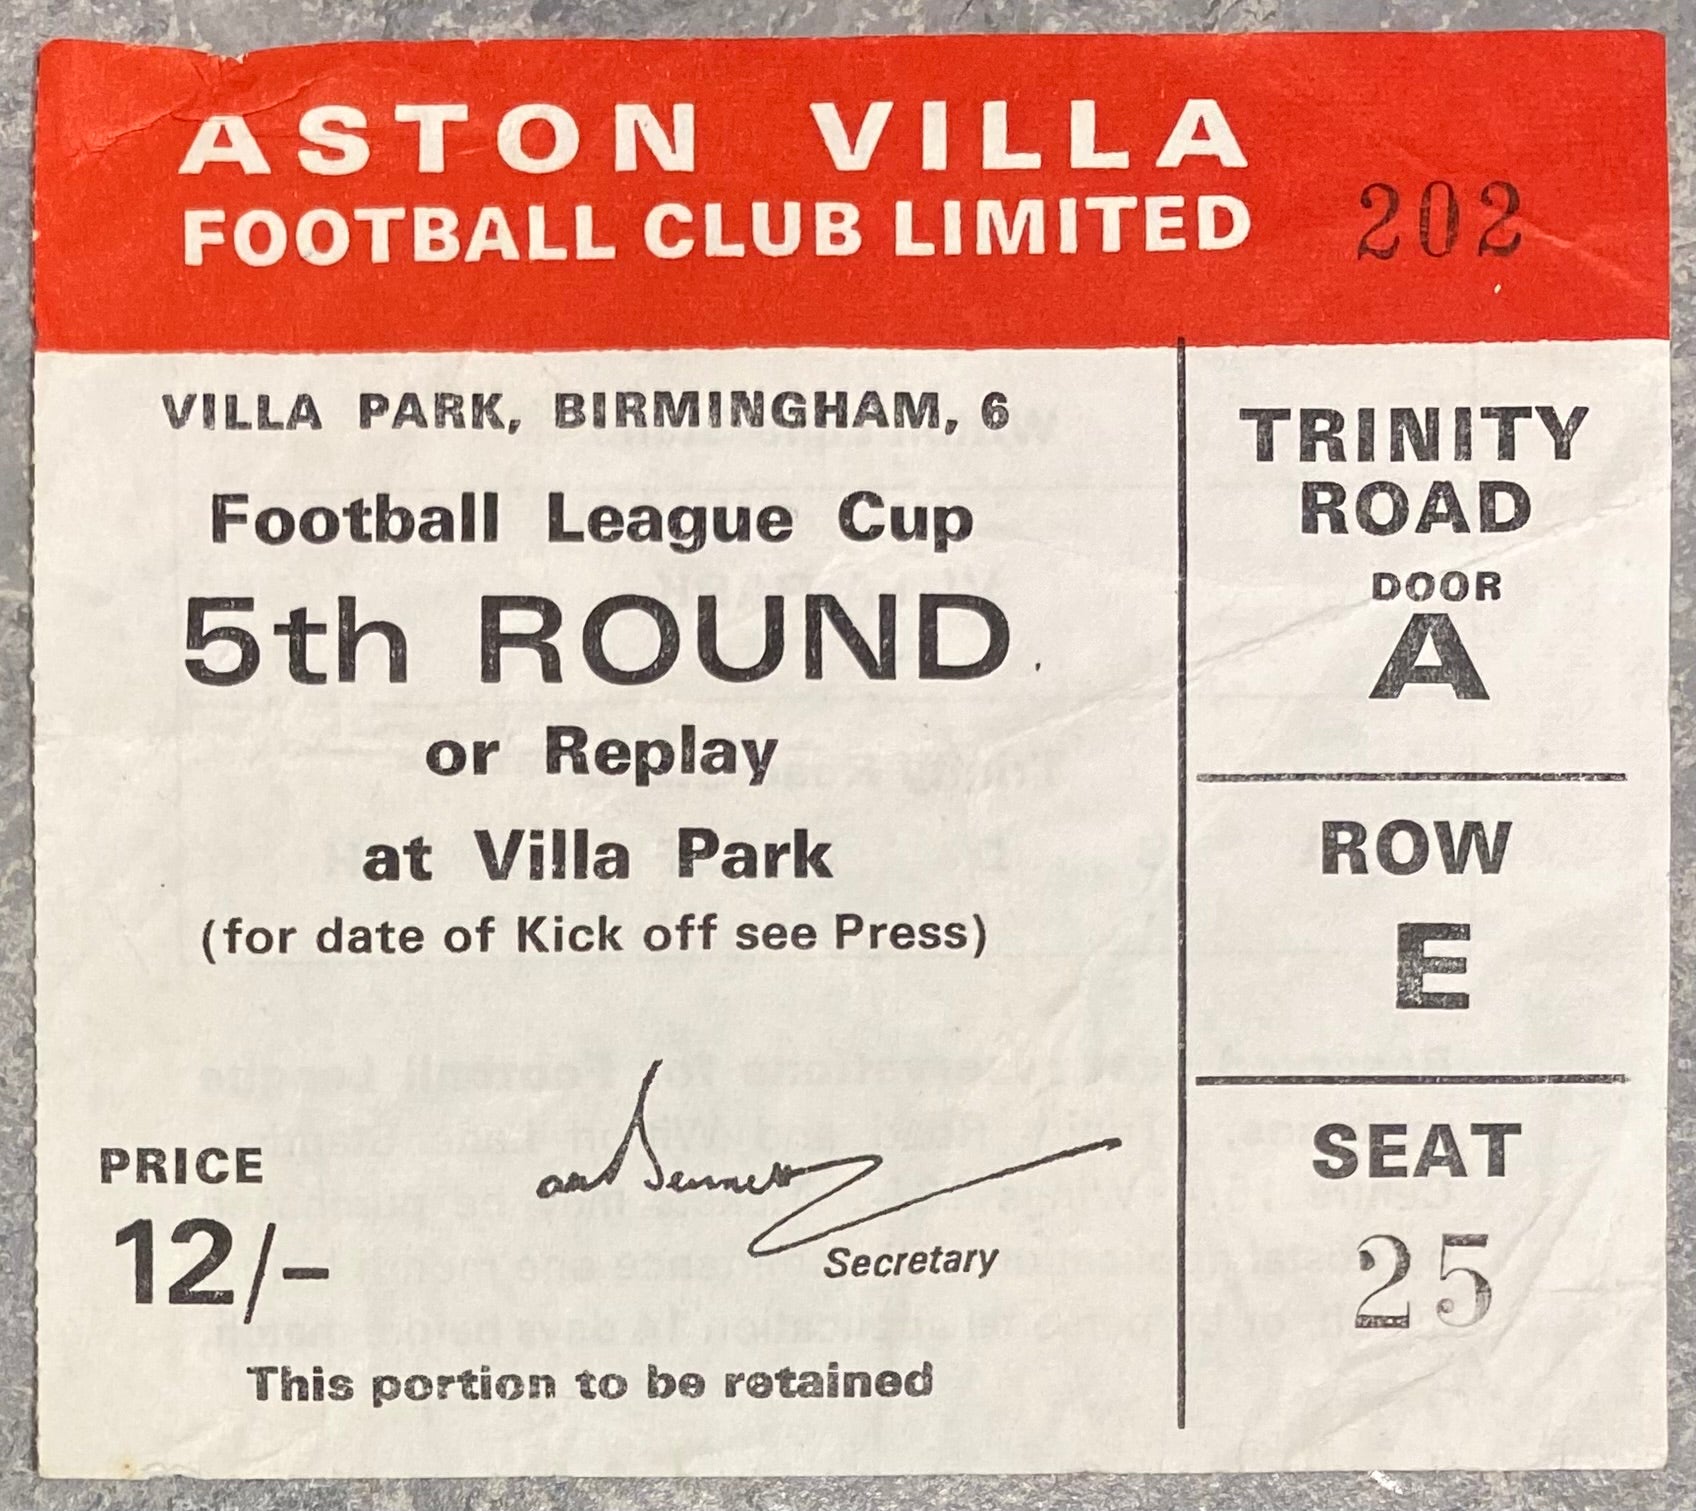 ASTON VILLA
FOOTBALL CLUB LIMITED
202
VILLA PARK, BIRMINGHAM, 6
Football League Cup
5th ROUND
or Replay
at Villa Park
(for date of Kick off see Press)
PRICE
12/-
Secretary
This portion to be retained
TRINITY
ROAD
DOOR
A
ROW
E
SEAT
25